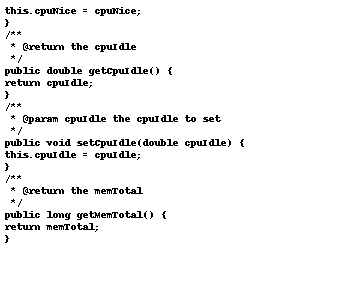 this.cpuNice = cpuNice;
}
/**
 * @return the cpuIdle
 */
public double getCpuIdle() {
return cpuIdle;
}
/**
 * @param cpuIdle the cpuIdle to set
 */
public void setCpuIdle(double cpuIdle) {
this.cpuIdle = cpuIdle;
}
/**
 * @return the memTotal
 */
public long getMemTotal() {
return memTotal;
}